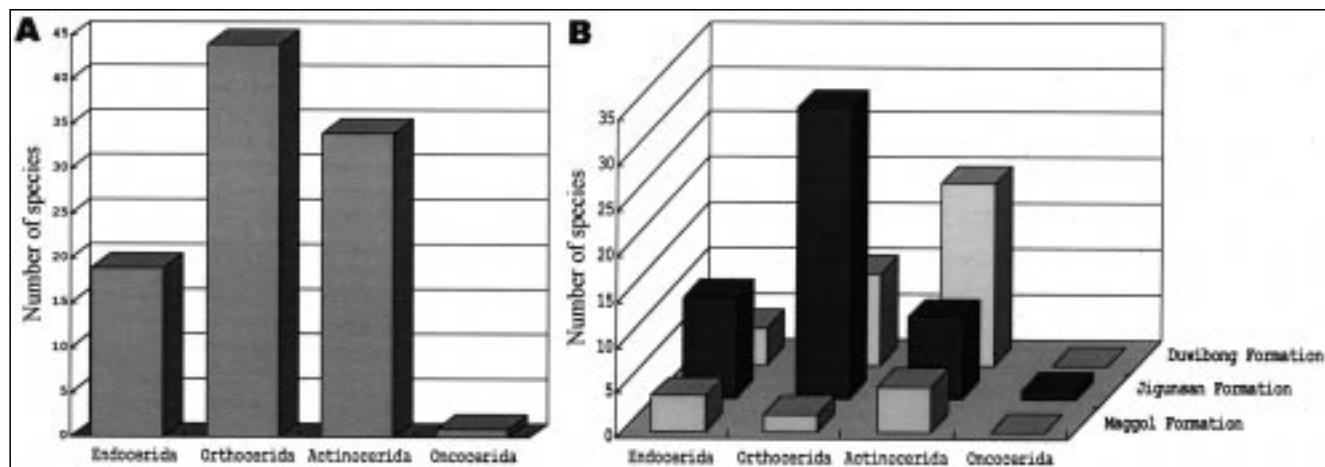 A
Number of species
45
40
35
30
25
20
15
10
5
0
Endocerida Orthocerida Actinocerida Oncocerida
B
Number of species
35
30
25
20
15
10
5
0
Endocerida Orthocerida Actinocerida Oncocerida
Duwibong Formation
Jigunsan Formation
Maggol Formation